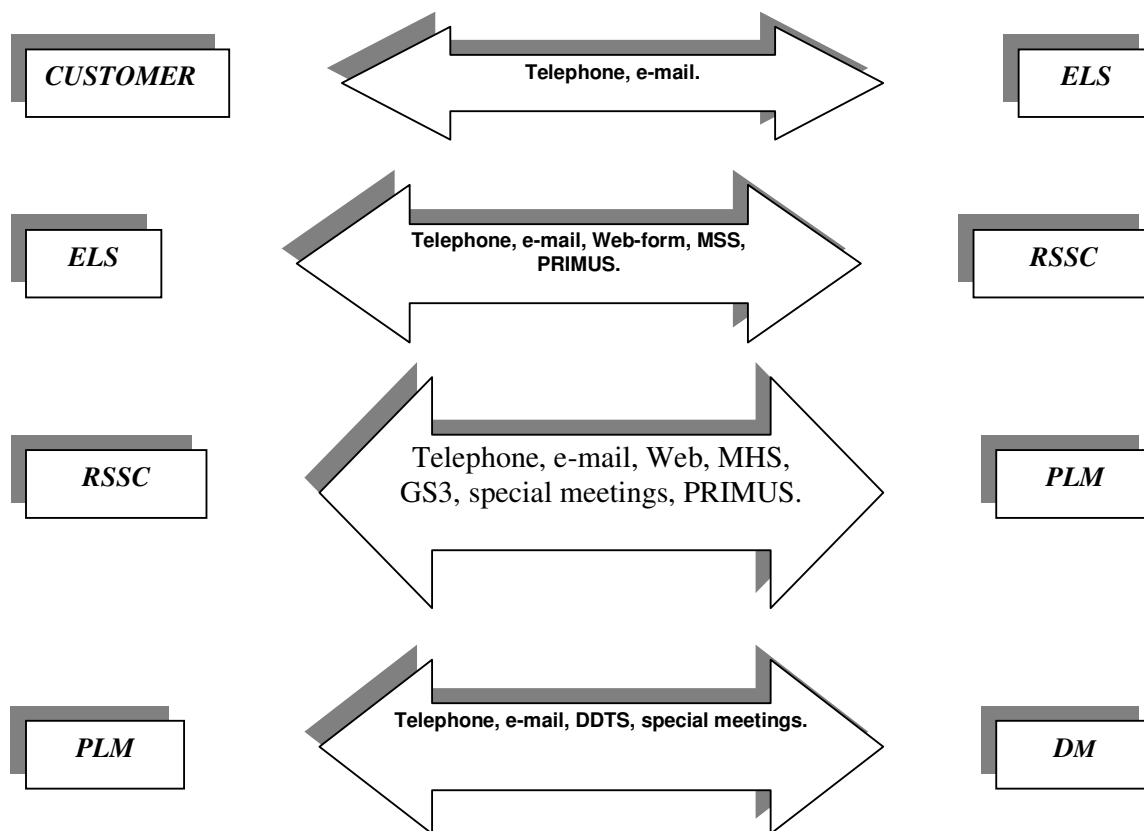 CUSTOMER
Telephone, e-mail.
ELS
ELS
Telephone, e-mail, Web-form, MSS,
PRIMUS.
RSSC
RSSC
Telephone, e-mail, Web, MHS,
GS3, special meetings, PRIMUS.
PLM
PLM
Telephone, e-mail, DDTS, special meetings.
DM